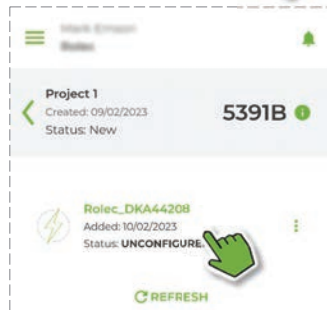 Project 1
Created: 09/02/2023
Status: New
5391B
Rolec_DKA44208
Added: 10/02/2023
Status: UNCONFIGURE
REFRESH